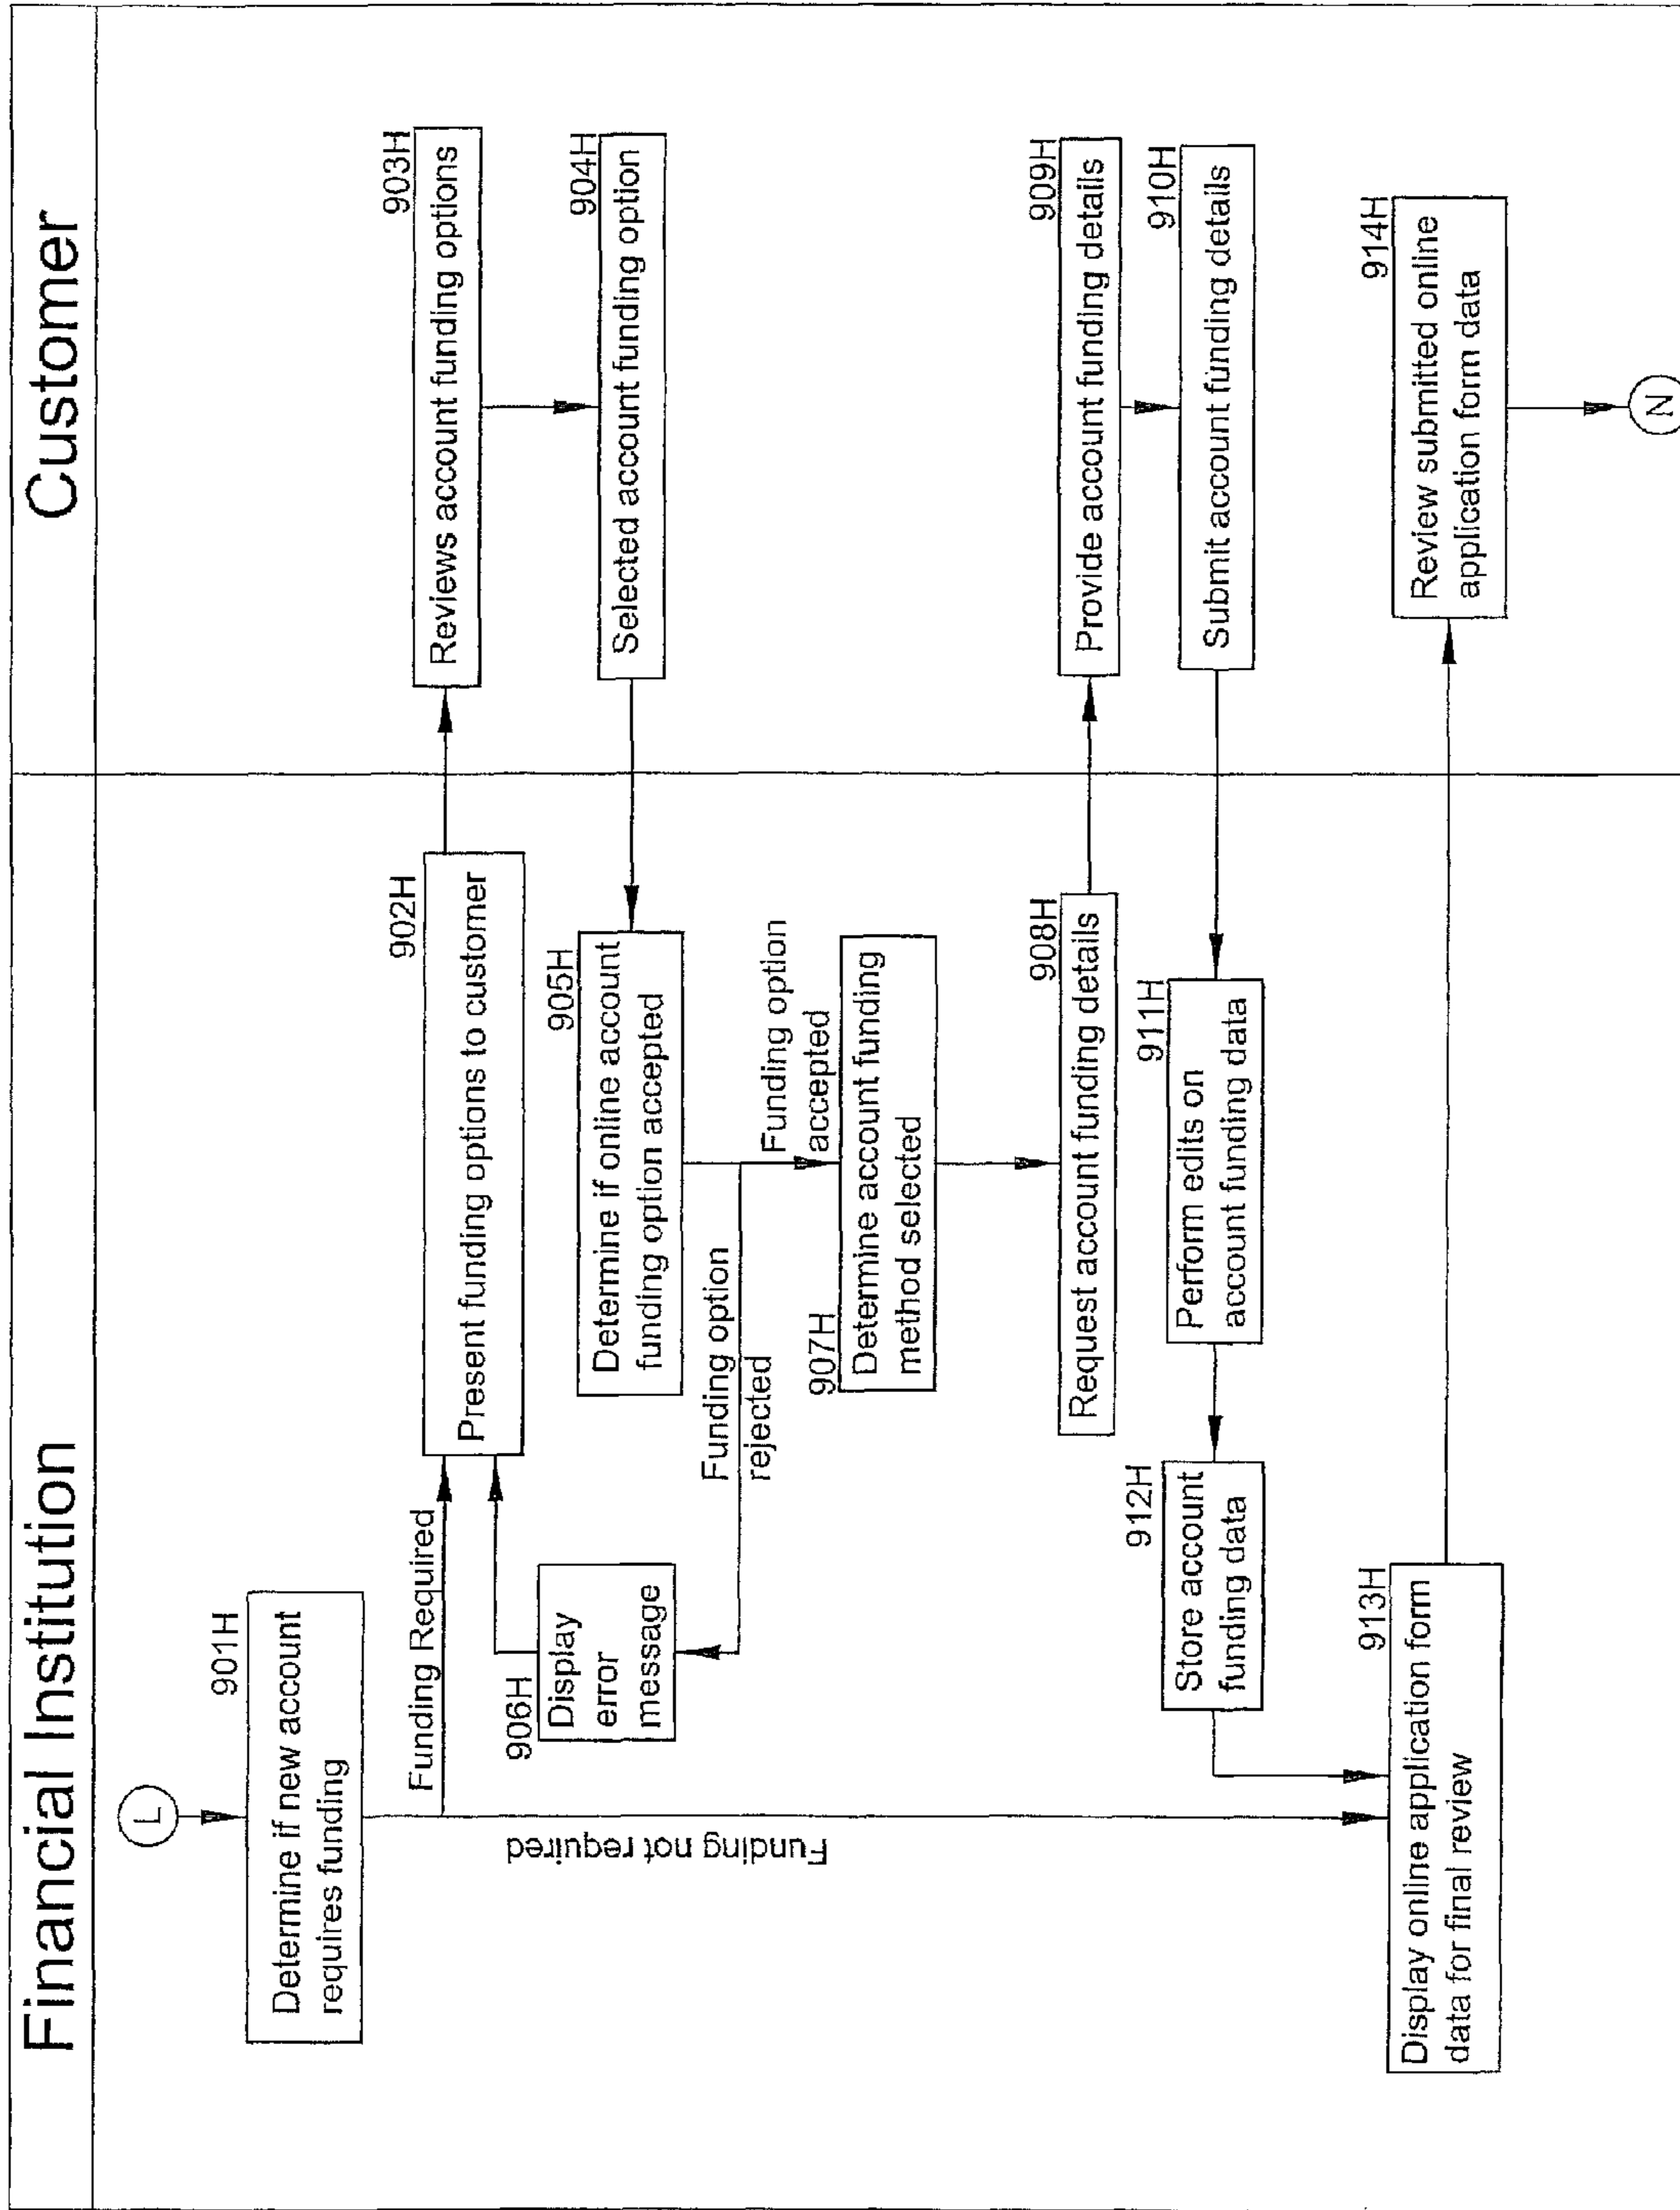 Financial Institution
Customer
L
901H
Determine if new account
requires funding
Funding Required
902H
Present funding options to customer
903H
Reviews account funding options
904H
Selected account funding option
905H
Determine if online account
funding option accepted
906H
Display
error
message
Funding option
rejected
Funding option
accepted
907H
Determine account funding
method selected
Funding not required
908H
Request account funding details
909H
Provide account funding details
910H
Submit account funding details
911H
Perform edits on
account funding data
912H
Store account
funding data
913H
Display online application form
data for final review
914H
Review submitted online
application form data
N